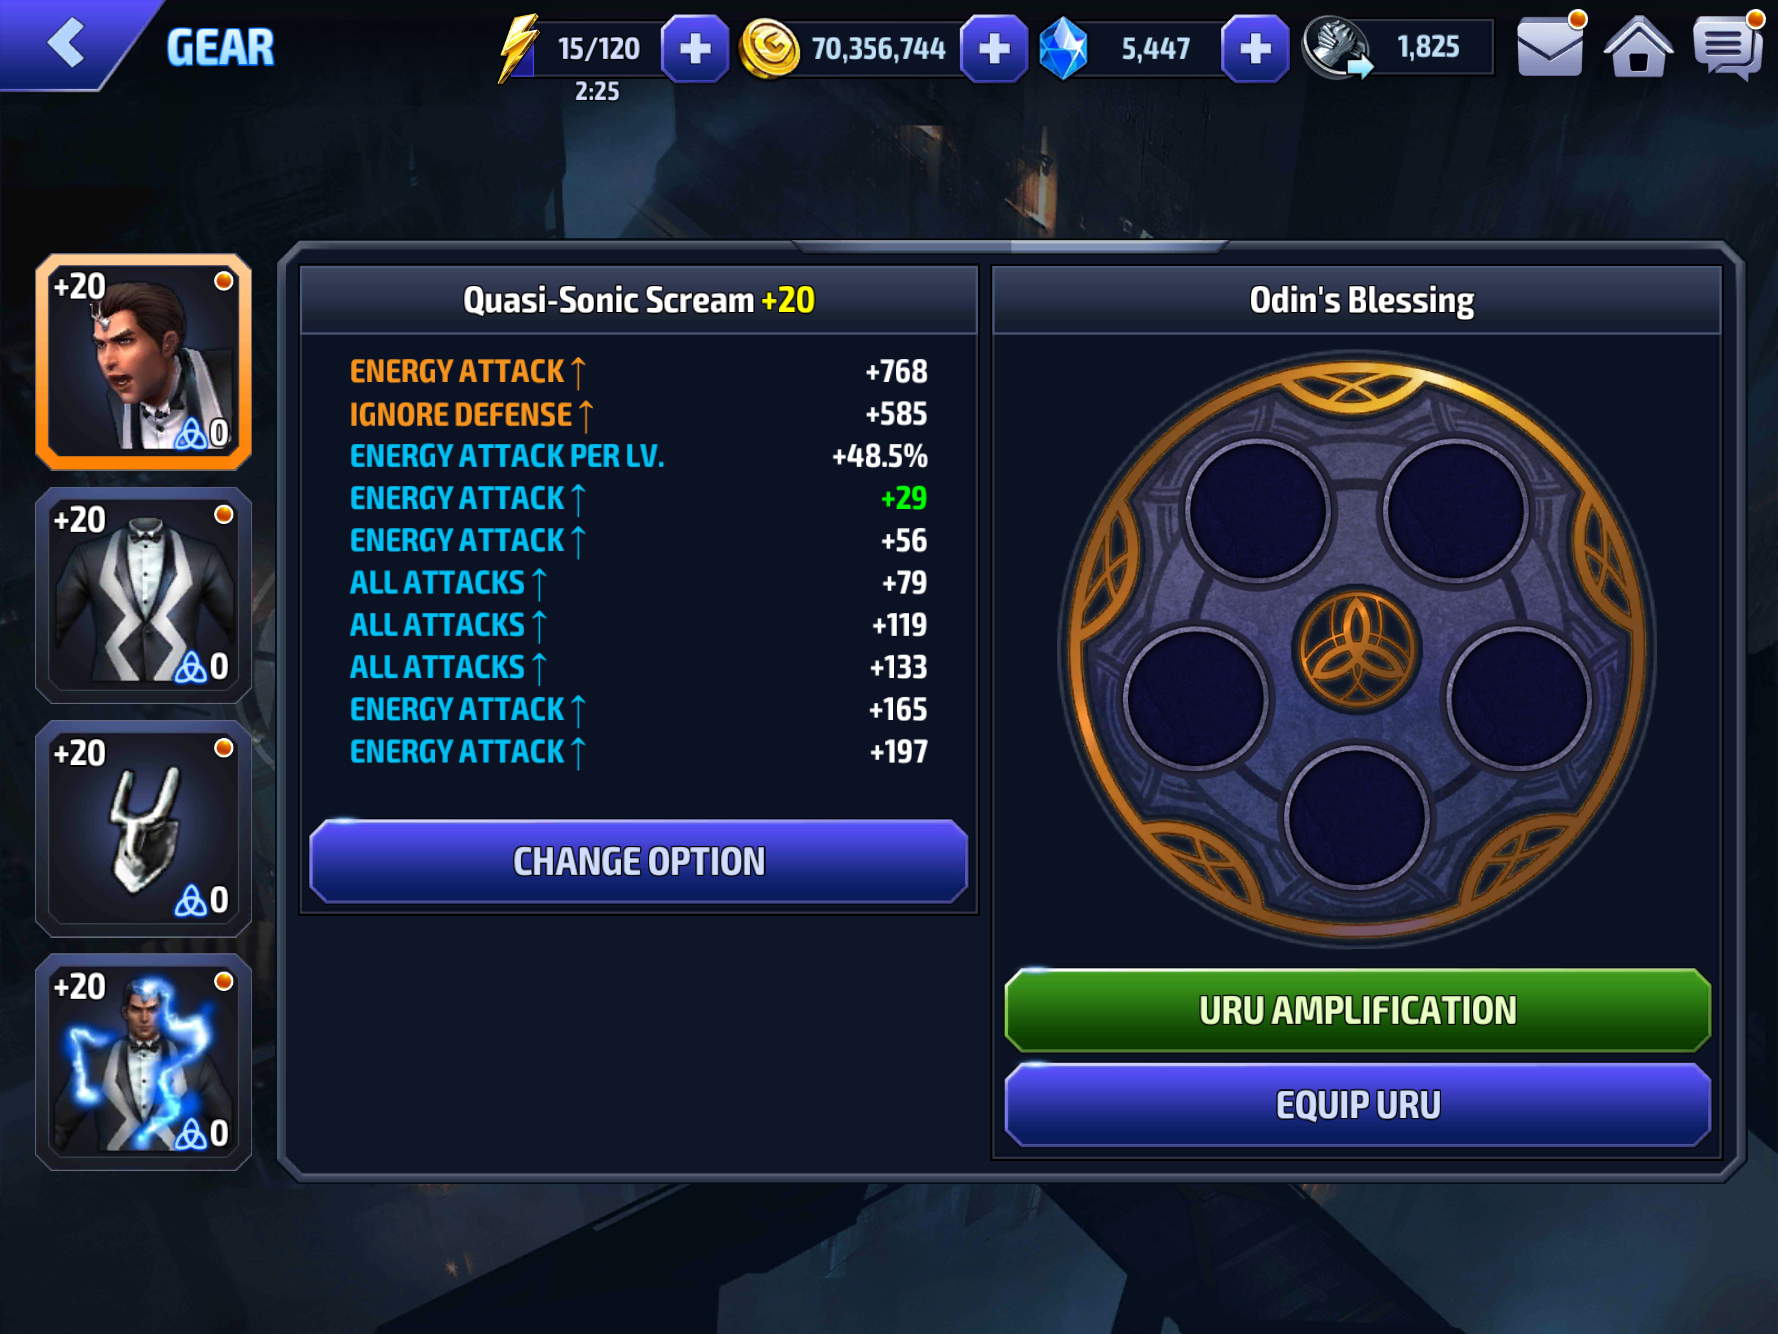 GEAR
15/120
70,356,744
5,447
1,825
2:25
+20
0
+20
0
+20
0
+20
0
Quasi-Sonic Scream +20
ENERGY ATTACK ↑ +768
IGNORE DEFENSE ↑ +585
ENERGY ATTACK PER LV. +48.5%
ENERGY ATTACK ↑ +29
ENERGY ATTACK ↑ +56
ALL ATTACKS ↑ +79
ALL ATTACKS ↑ +119
ALL ATTACKS ↑ +133
ENERGY ATTACK ↑ +165
ENERGY ATTACK ↑ +197
CHANGE OPTION
Odin's Blessing
URU AMPLIFICATION
EQUIP URU